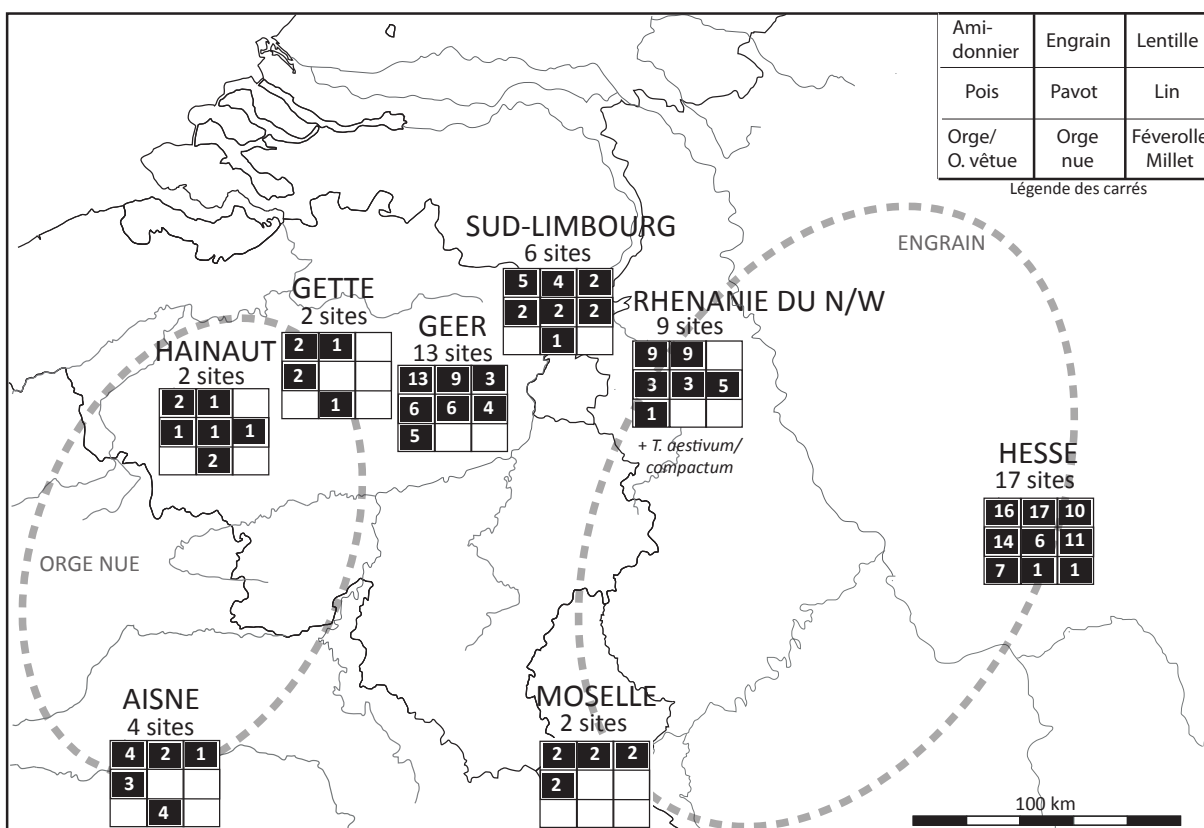 Ami-
donnier
Engrain
Lentille
Pois
Pavot
Lin
Orge/
O. vêtue
Orge
nue
Féverolle
Millet
Légende des carrés
ENGRAIN
SUD-LIMBOURG
6 sites
5 4 2
2 2 2
1
GETTE
2 sites
2 1
2
1
GEER
13 sites
13 9 3
6 6 4
5
RHENANIE DU N/W
9 sites
9 9
3 3 5
1
+ T. aestivum/
compactum
HAINAUT
2 sites
2 1
1 1 1
2
HESSE
17 sites
16 17 10
14 6 11
7 1 1
ORGE NUE
AISNE
4 sites
4 2 1
3
4
MOSELLE
2 sites
2 2 2
2
100 km